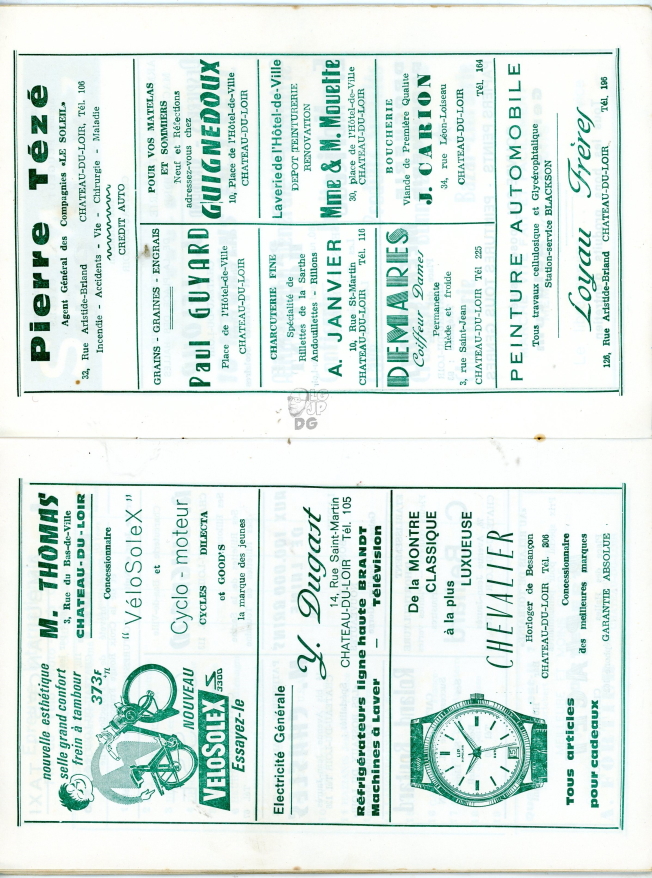 Pierre Tézé
Agent Général des Compagnies «LE SOLEIL»
32, Rue Aristide-Briand CHATEAU-DU-LOIR, Tél. 106
Incendie - Accidents - Vie - Chirurgie - Maladie
CREDIT AUTO
GRAINS - GRAINES - ENGRAIS
Paul GUYARD
Place de l'Hôtel-de-Ville
CHATEAU-DU-LOIR
POUR VOS MATELAS
ET SOMMIERS
Neuf et Réfections
adressez-vous chez
GUIGNEDOUX
10, Place de l'Hôtel-de-Ville
CHATEAU-DU-LOIR
CHARCUTERIE FINE
Spécialité de
Rillettes de la Sarthe
Andouillettes - Rillons
A. JANVIER
10, Rue St-Martin
CHATEAU-DU-LOIR Tél. 116
Laverie de l'Hôtel-de-Ville
DEPOT TEINTURERIE
RENOVATION
Mme & M. Mouette
30, place de l'Hôtel-de-Ville
CHATEAU-DU-LOIR
DEMARES
Coiffeur Dames
Permanente
Tiède et froide
3, rue Saint-Jean
CHATEAU-DU-LOIR Tél 225
BOUCHERIE
Viande de Première Qualité
J. CARION
34, rue Léon-Loiseau
CHATEAU-DU-LOIR
Tél. 164
PEINTURE AUTOMOBILE
Tous travaux cellulosique et Glycérophtalique
Station-service BLACKSON
Loyau Frères
126, Rue Aristide-Briand CHATEAU-DU-LOIR Tél. 196
DG
nouvelle esthétique
selle grand confort
frein à tambour
373F
+TL
NOUVEAU
VELOSOLEX
3300
Essayez-le
M. THOMAS
3, Rue du Bas-de-Ville
CHATEAU-DU-LOIR
Concessionnaire
"VéloSoleX"
et
Cyclo-moteur
CYCLES DILECTA
et GOOD'S
la marque des jeunes
Electricité Générale
Y. Dugast
14, Rue Saint-Martin
CHATEAU-DU-LOIR Tél. 105
Réfrigérateurs ligne haute BRANDT
Machines à Laver — Télévision
De la MONTRE
CLASSIQUE
à la plus
LUXUEUSE
CHEVALIER
Horloger de Besançon
CHATEAU-DU-LOIR Tél. 306
Concessionnaire
des meilleures marques
GARANTIE ABSOLUE
LIP
Tous articles
pour cadeaux